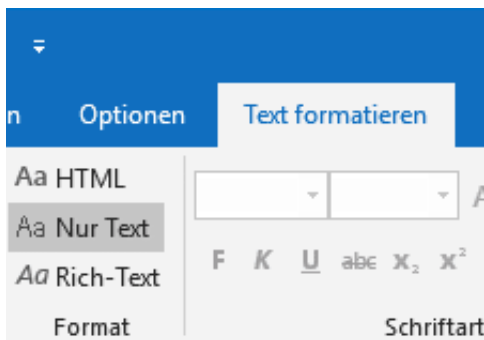 n Optionen Text formatieren
Aa HTML
Aa Nur Text
F K U abc x₂ x²
Aa Rich-Text
Format Schriftart